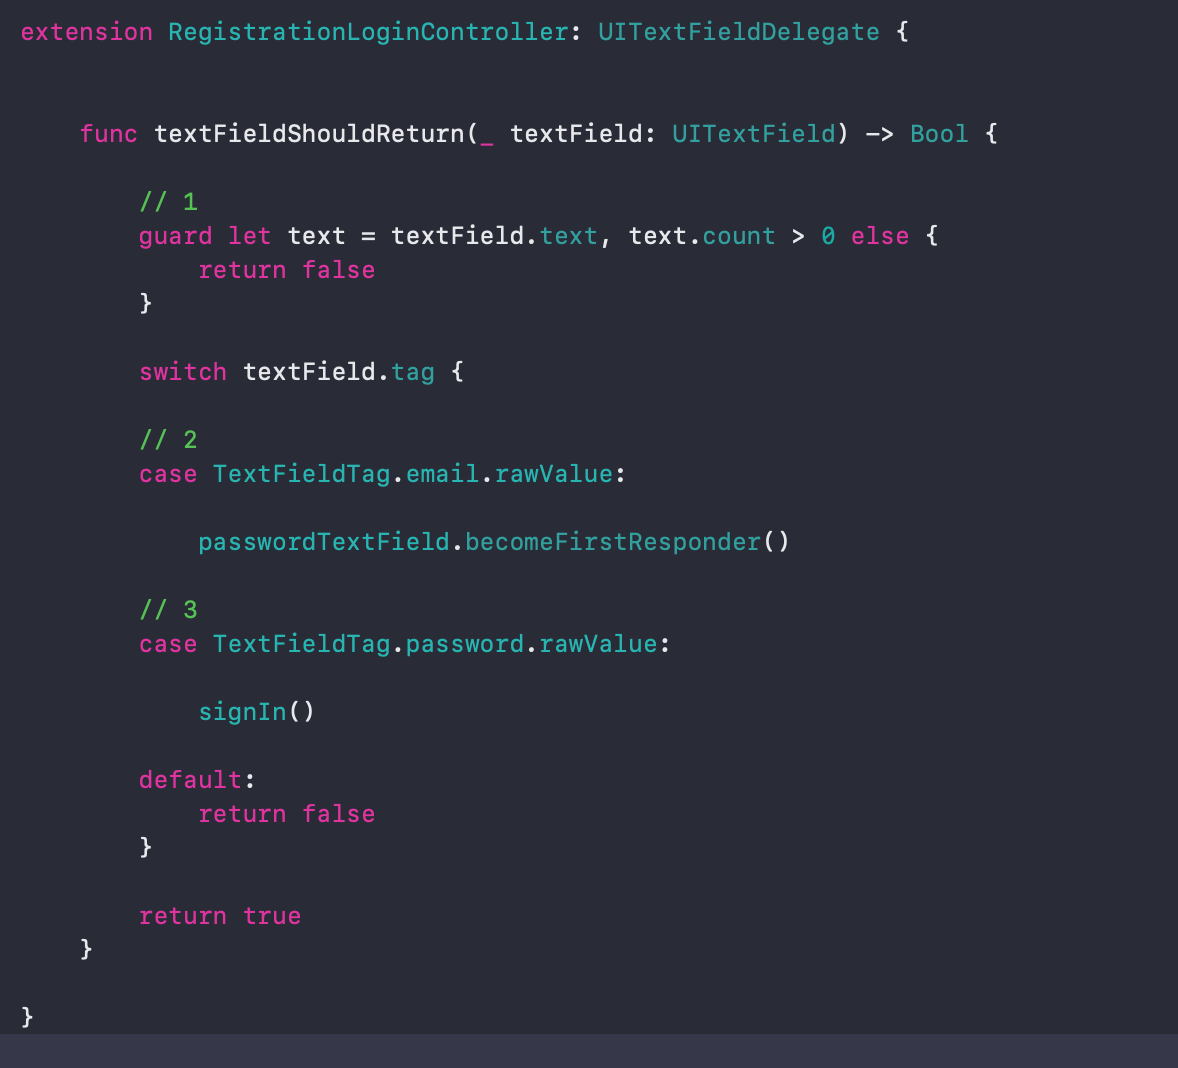 extension RegistrationLoginController: UITextFieldDelegate {
func textFieldShouldReturn(_ textField: UITextField) -> Bool {
// 1
guard let text = textField.text, text.count > 0 else {
return false
}
switch textField.tag {
// 2
case TextFieldTag.email.rawValue:
passwordTextField.becomeFirstResponder()
// 3
case TextFieldTag.password.rawValue:
signIn()
default:
return false
}
return true
}
}